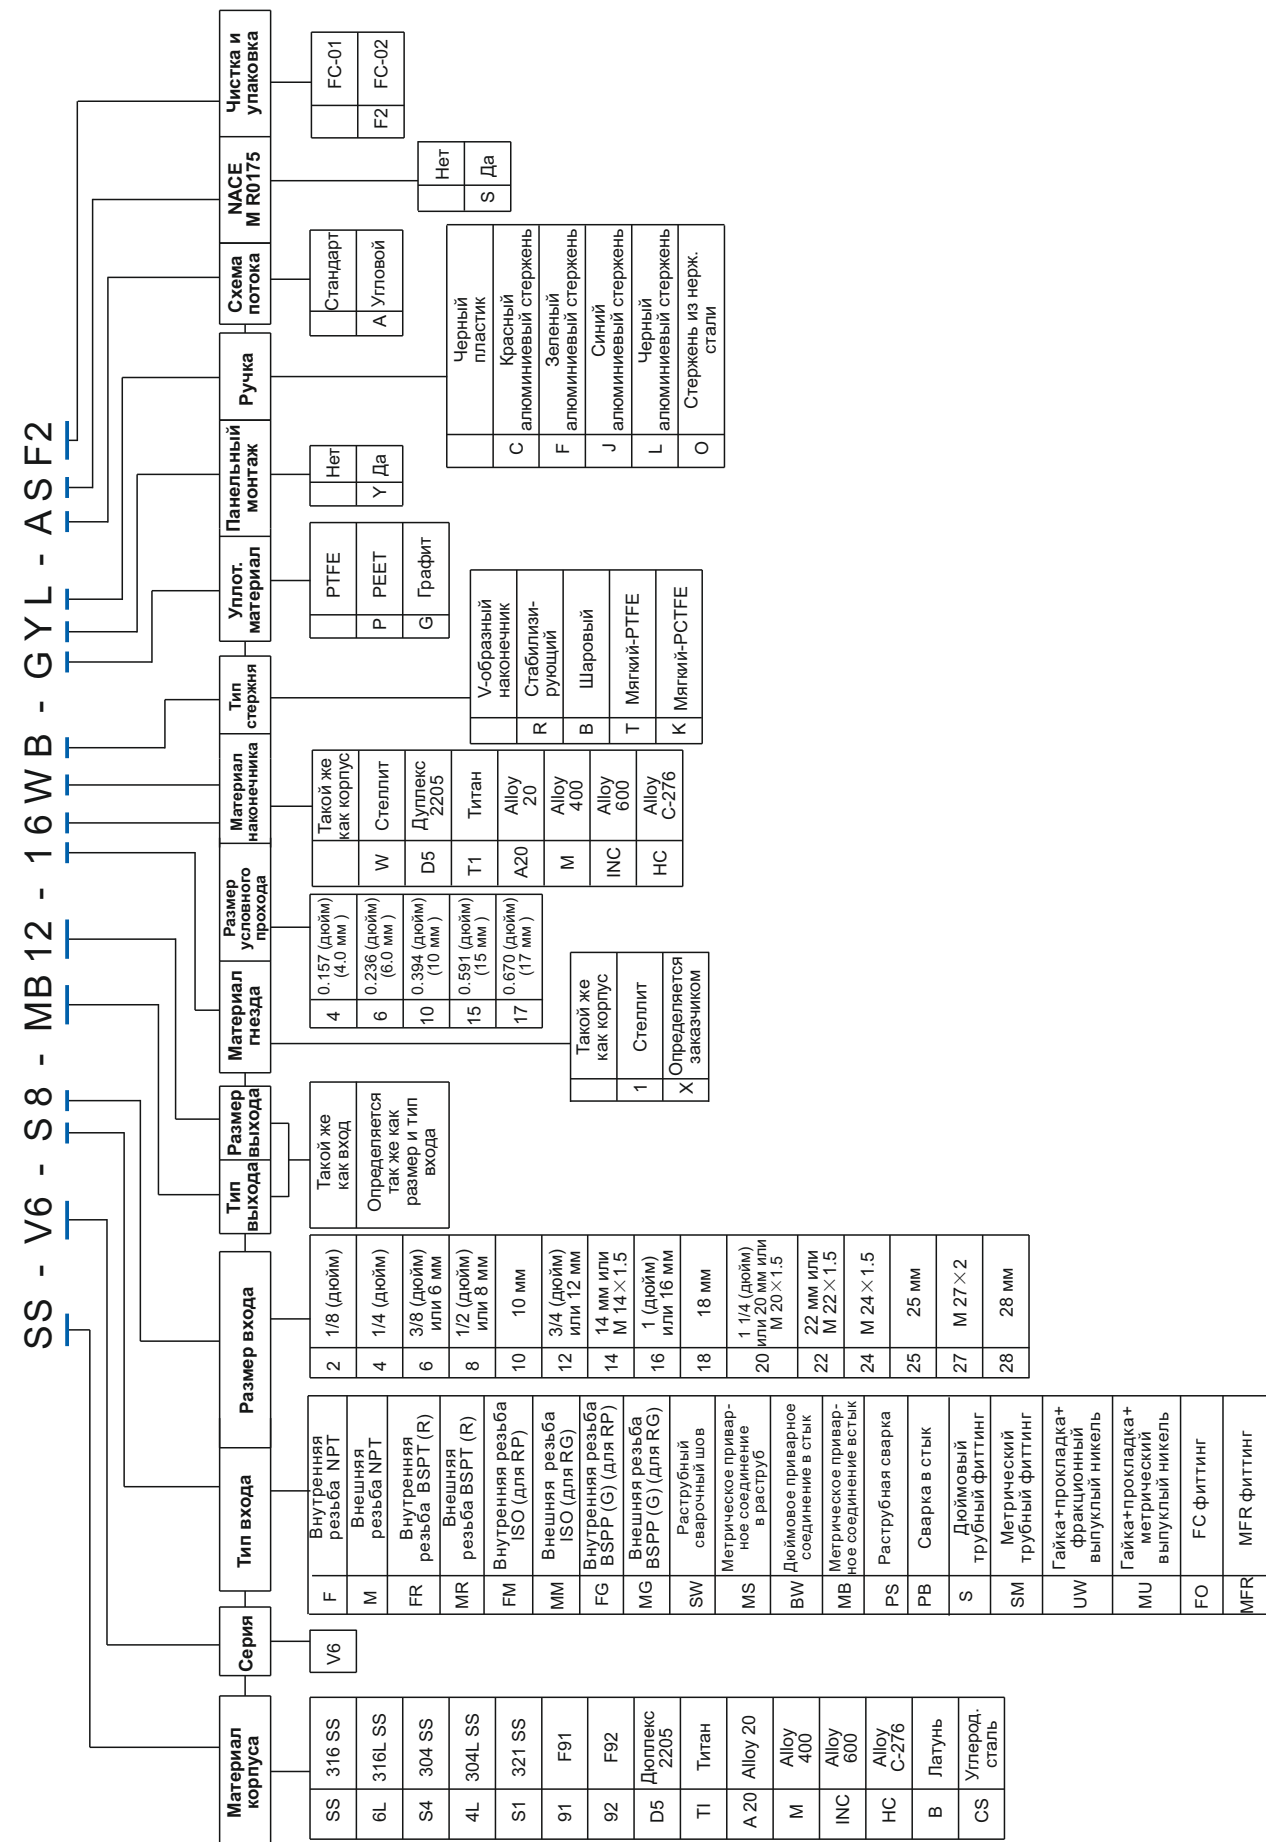 SS - V6 - S8 - MB12 - 16WB - GYL - ASF2
Материал
корпуса
Серия
Тип входа
Размер входа
Тип
выхода
Размер
выхода
Материал
гнезда
Размер
условного
прохода
Материал
наконечника
Тип
стержня
Уплот.
материал
Панельный
монтаж
Ручка
Схема
потока
NACE
M R0175
Чистка и
упаковка
SS 316 SS
6L 316L SS
S4 304 SS
4L 304L SS
S1 321 SS
91 F91
92 F92
D5 Дюплекс
2205
TI Титан
A 20 Alloy 20
M Alloy
400
INC Alloy
600
HC Alloy
C-276
B Латунь
CS Углерод.
сталь
V6
F Внутренняя
резьба NPT
M Внешняя
резьба NPT
FR Внутренняя
резьба BSPT (R)
MR Внешняя
резьба BSPT (R)
FM Внутренняя резьба
ISO (для RP)
MM Внешняя резьба
ISO (для RG)
FG Внутренняя резьба
BSPP (G) (для RP)
MG Внешняя резьба
BSPP (G) (для RG)
SW Раструбный
сварочный шов
MS Метрическое привар-
ное соединение
в раструб
BW Дюймовое приварное
соединение в стык
MB Метрическое привар-
ное соединение встык
PS Раструбная сварка
PB Сварка в стык
S Дюймовый
трубный фиттинг
SM Метрический
трубный фиттинг
UW Гайка+прокладка+
фракционный
выпуклый никель
MU Гайка+прокладка+
метрический
выпуклый никель
FO FC фиттинг
MFR MFR фиттинг
2 1/8 (дюйм)
4 1/4 (дюйм)
6 3/8 (дюйм)
или 6 мм
8 1/2 (дюйм)
или 8 мм
10 10 мм
12 3/4 (дюйм)
или 12 мм
14 14 мм или
M 14×1.5
16 1 (дюйм)
или 16 мм
18 18 мм
20 1 1/4 (дюйм)
или 20 мм или
M 20×1.5
22 22 мм или
M 22×1.5
24 M 24×1.5
25 25 мм
27 M 27×2
28 28 мм
Такой же
как вход
Определяется
так же как
размер и тип
входа
Такой же
как корпус
1 Стеллит
X Определяется
заказчиком
4 0.157 (дюйм)
(4.0 мм )
6 0.236 (дюйм)
(6.0 мм )
10 0.394 (дюйм)
(10 мм )
15 0.591 (дюйм)
(15 мм )
17 0.670 (дюйм)
(17 мм )
Такой же
как корпус
W Стеллит
D5 Дуплекс
2205
T1 Титан
A20 Alloy
20
M Alloy
400
INC Alloy
600
HC Alloy
C-276
V-образный
наконечник
R Стабилизи-
рующий
B Шаровый
T Мягкий-PTFE
K Мягкий-PCTFE
PTFE
P PEET
G Графит
Нет
Y Да
Черный
пластик
C Красный
алюминиевый стержень
F Зеленый
алюминиевый стержень
J Синий
алюминиевый стержень
L Черный
алюминиевый стержень
O Стержень из нерж.
стали
Стандарт
A Угловой
Нет
S Да
FC-01
F2 FC-02